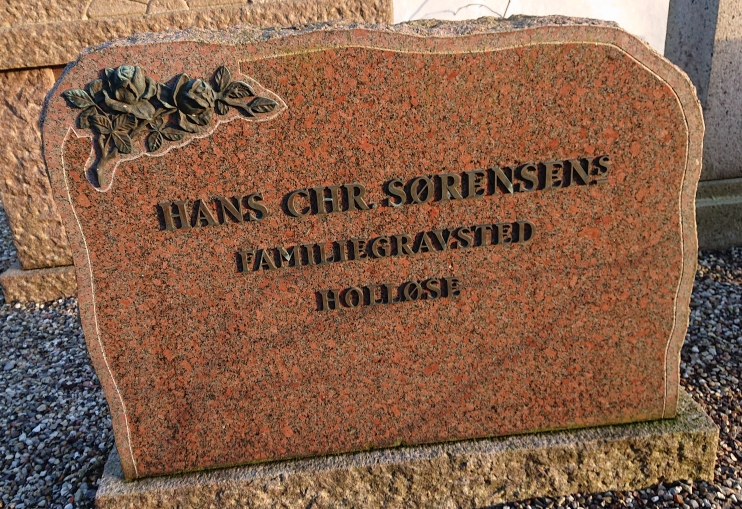 HANS CHR. SØRENSENS
FAMILIEGRAVSTED
HOLLØSE